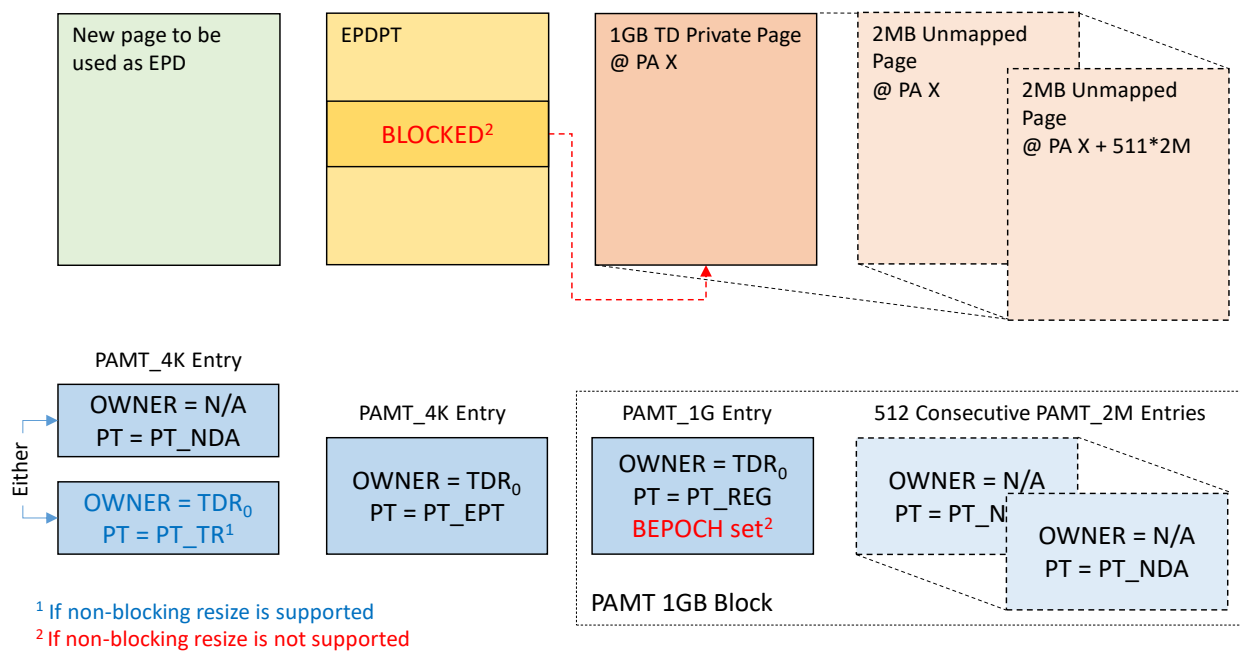 New page to be
used as EPD
EPDPT
BLOCKED²
1GB TD Private Page
@ PA X
2MB Unmapped
Page
@ PA X
2MB Unmapped
Page
@ PA X + 511*2M
PAMT_4K Entry
OWNER = N/A
PT = PT_NDA
Either
OWNER = TDR₀
PT = PT_TR¹
PAMT_4K Entry
OWNER = TDR₀
PT = PT_EPT
PAMT_1G Entry
OWNER = TDR₀
PT = PT_REG
BEPOCH set²
512 Consecutive PAMT_2M Entries
OWNER = N/A
PT = PT_N
OWNER = N/A
PT = PT_NDA
PAMT 1GB Block
¹ If non-blocking resize is supported
² If non-blocking resize is not supported